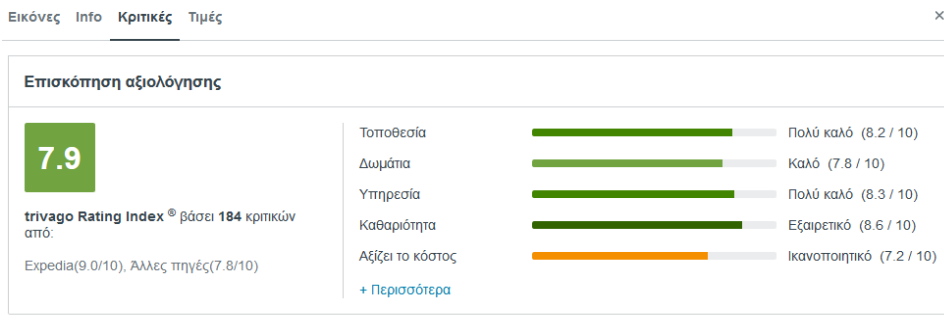 Εικόνες Info Κριτικές Τιμές ×
Επισκόπηση αξιολόγησης
7.9
trivago Rating Index ® βάσει 184 κριτικών
από:
Expedia(9.0/10), Άλλες πηγές(7.8/10)
Τοποθεσία Πολύ καλό (8.2 / 10)
Δωμάτια Καλό (7.8 / 10)
Υπηρεσία Πολύ καλό (8.3 / 10)
Καθαριότητα Εξαιρετικό (8.6 / 10)
Αξίζει το κόστος Ικανοποιητικό (7.2 / 10)
+ Περισσότερα